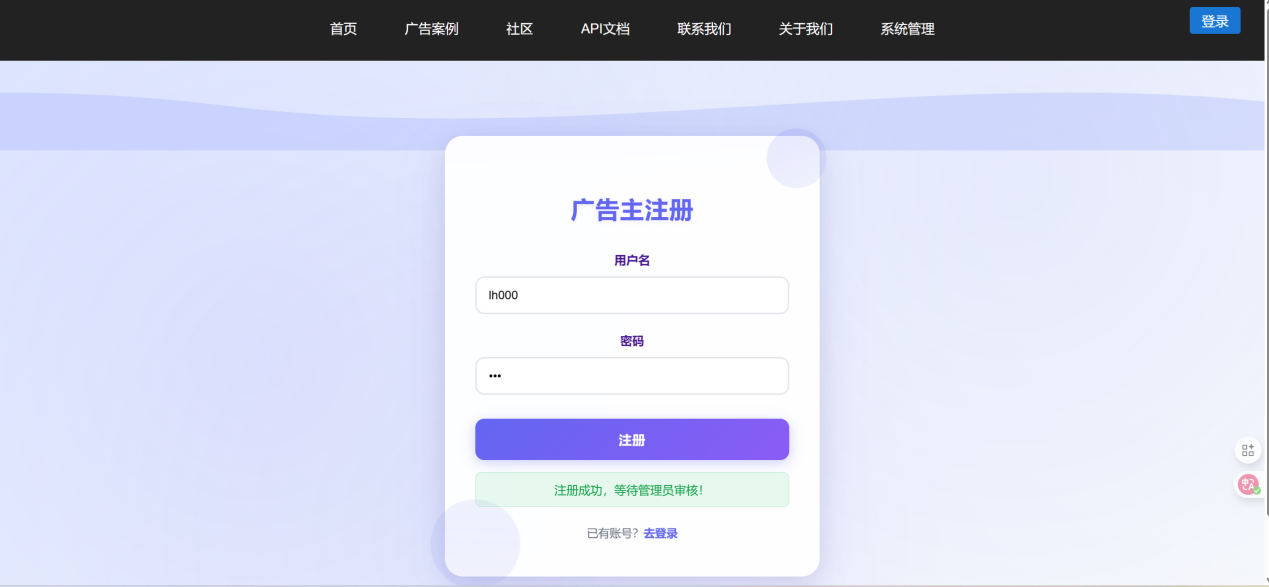 首页 广告案例 社区 API文档 联系我们 关于我们 系统管理 登录
广告主注册
用户名
lh000
密码
•••
注册
注册成功，等待管理员审核！
已有账号？去登录